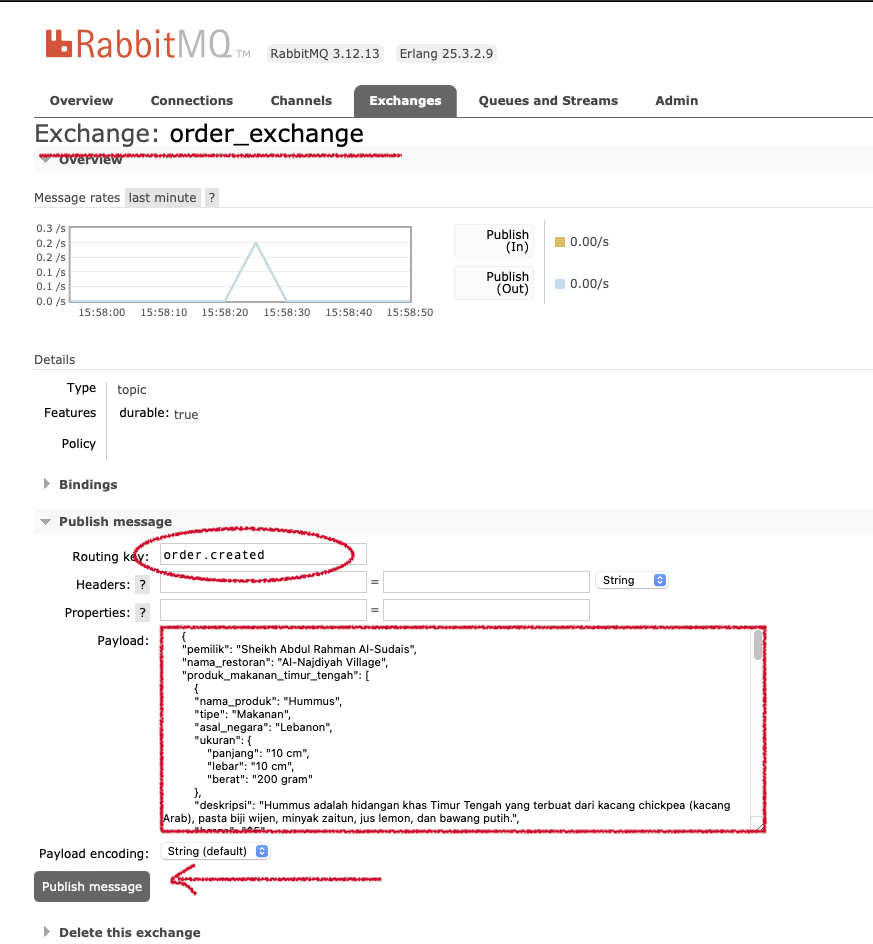 RabbitMQ TM
RabbitMQ 3.12.13 Erlang 25.3.2.9
Overview Connections Channels Exchanges Queues and Streams Admin
Exchange: order_exchange
Overview
Message rates last minute ?
0.3 /s
0.2 /s
0.2 /s
0.1 /s
0.1 /s
0.0 /s
15:58:00 15:58:10 15:58:20 15:58:30 15:58:40 15:58:50
Publish
(In)
0.00/s
Publish
(Out)
0.00/s
Details
Type topic
Features durable: true
Policy
Bindings
Publish message
Routing key: order.created
Headers: ? = String
Properties: ? =
Payload:
{
"pemilik": "Sheikh Abdul Rahman Al-Sudais",
"nama_restoran": "Al-Najdiyah Village",
"produk_makanan_timur_tengah": [
{
"nama_produk": "Hummus",
"tipe": "Makanan",
"asal_negara": "Lebanon",
"ukuran": {
"panjang": "10 cm",
"lebar": "10 cm",
"berat": "200 gram"
},
"deskripsi": "Hummus adalah hidangan khas Timur Tengah yang terbuat dari kacang chickpea (kacang
Arab), pasta biji wijen, minyak zaitun, jus lemon, dan bawang putih.",
Payload encoding: String (default)
Publish message
Delete this exchange